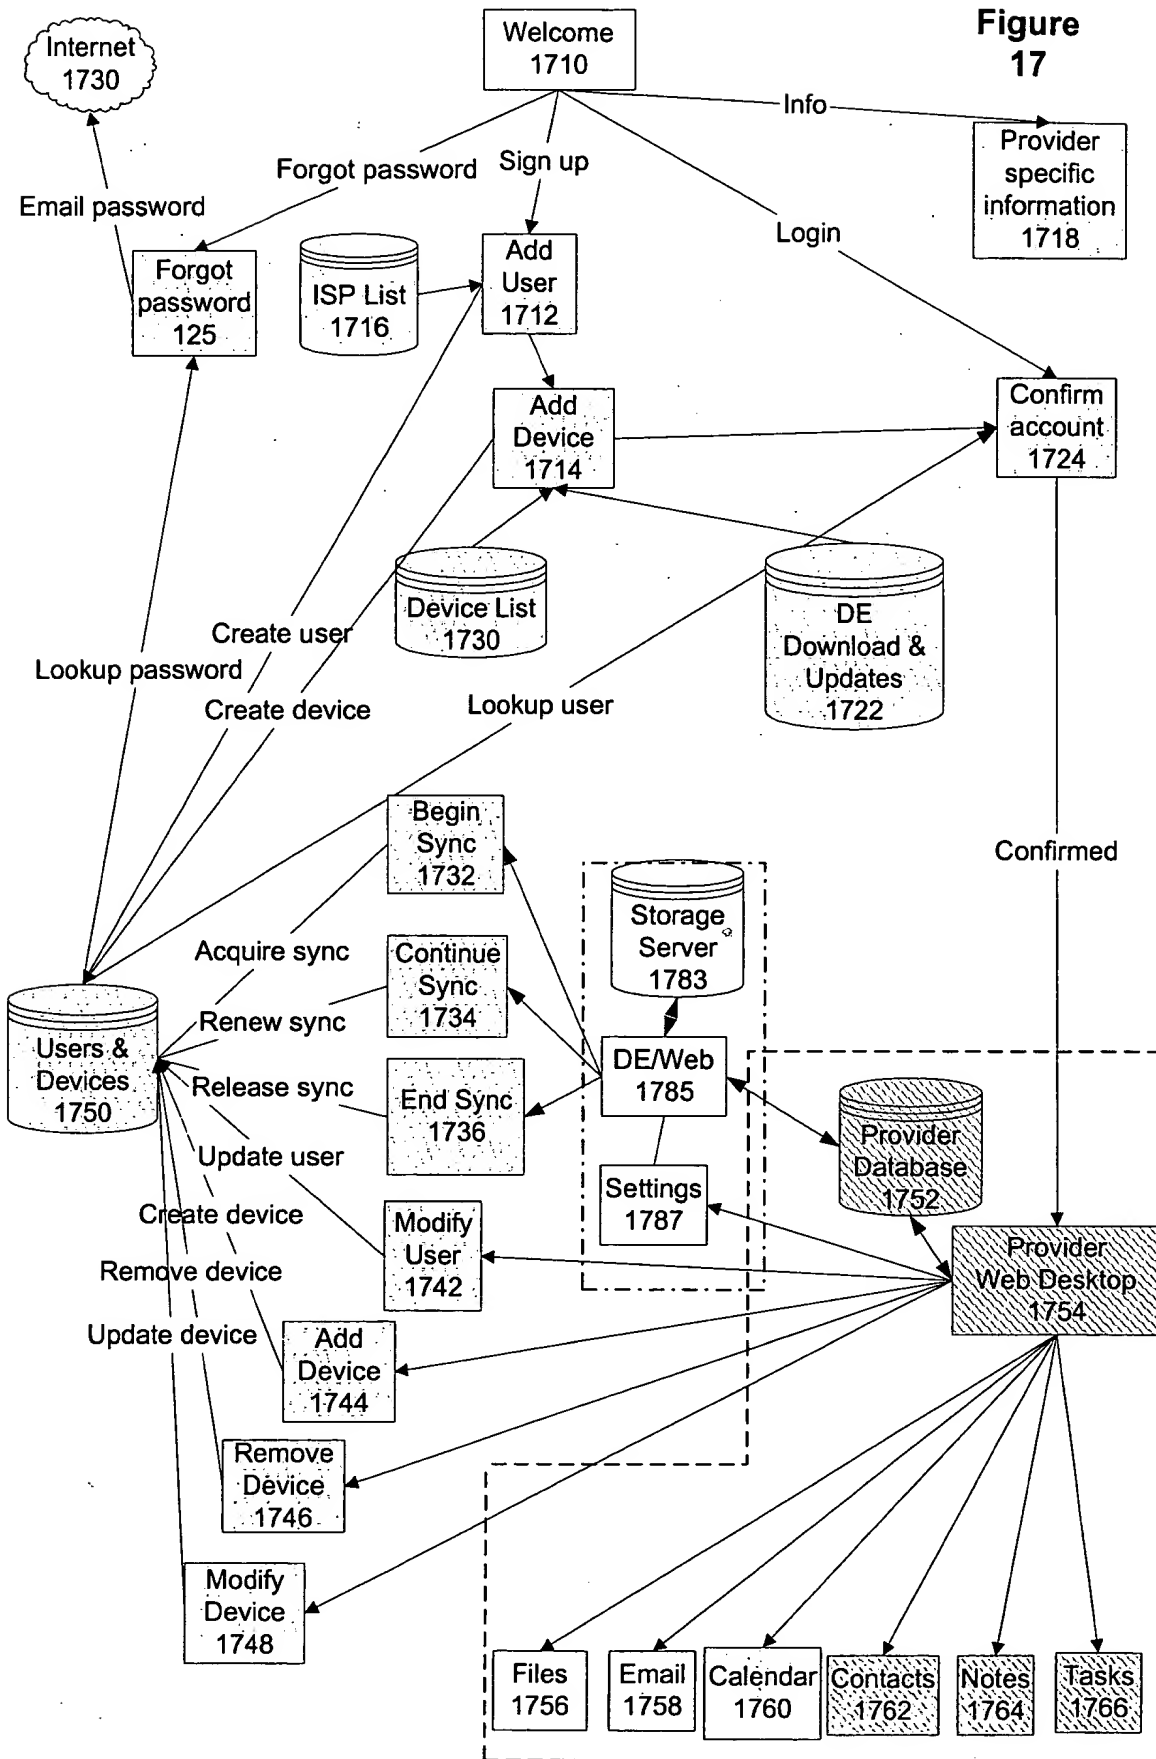 Figure
17
Internet
1730
Welcome
1710
Info
Provider
specific
information
1718
Forgot password
Sign up
Email password
Login
Forgot
password
125
ISP List
1716
Add
User
1712
Add
Device
1714
Confirm
account
1724
Device List
1730
DE
Download &
Updates
1722
Create user
Lookup password
Create device
Lookup user
Begin
Sync
1732
Confirmed
Storage
Server
1783
Acquire sync
Continue
Sync
1734
Renew sync
Users &
Devices
1750
DE/Web
1785
Release sync
End Sync
1736
Provider
Database
1752
Update user
Settings
1787
Create device
Modify
User
1742
Provider
Web Desktop
1754
Remove device
Update device
Add
Device
1744
Remove
Device
1746
Modify
Device
1748
Files
1756
Email
1758
Calendar
1760
Contacts
1762
Notes
1764
Tasks
1766